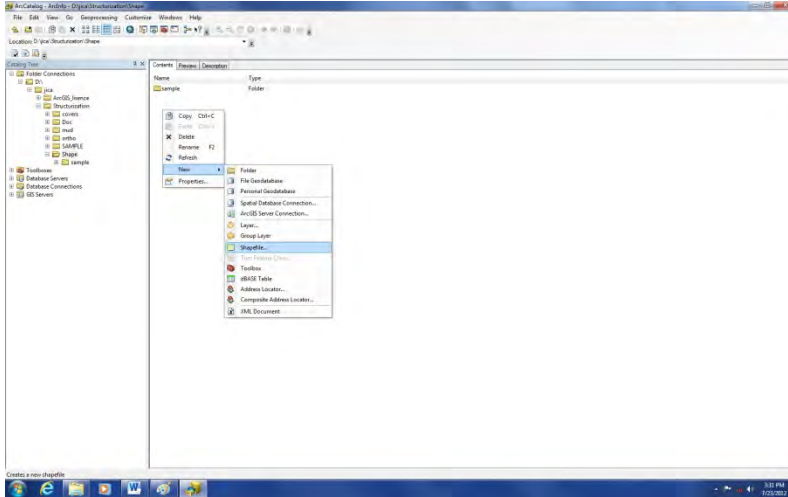 ArcCatalog - ArcInfo - D:\jica\Structurization\Shape
File Edit View Go Geoprocessing Customize Windows Help
Location: D:\jica\Structurization\Shape
Catalog Tree
Folder Connections
D:\
jica
ArcGIS_licence
Structurization
covers
Doc
mxd
ortho
SAMPLE
Shape
sample
Toolboxes
Database Servers
Database Connections
GIS Servers
Contents Preview Description
Name Type
sample Folder
Copy Ctrl+C
Paste Ctrl+V
Delete
Rename F2
Refresh
New
Properties...
Folder
File Geodatabase
Personal Geodatabase
Spatial Database Connection...
ArcGIS Server Connection...
Layer...
Group Layer
Shapefile...
Turn Feature Class...
Toolbox
dBASE Table
Address Locator...
Composite Address Locator...
XML Document
Creates a new shapefile
3:31 PM
7/23/2012